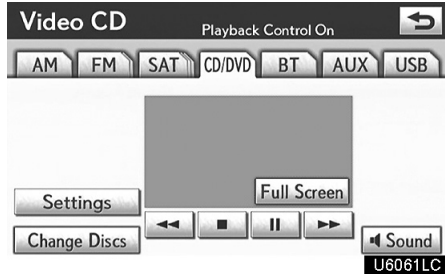 Video CD
Playback Control On
AM FM SAT CD/DVD BT AUX USB
Full Screen
Settings
Change Discs
Sound
U6061LC